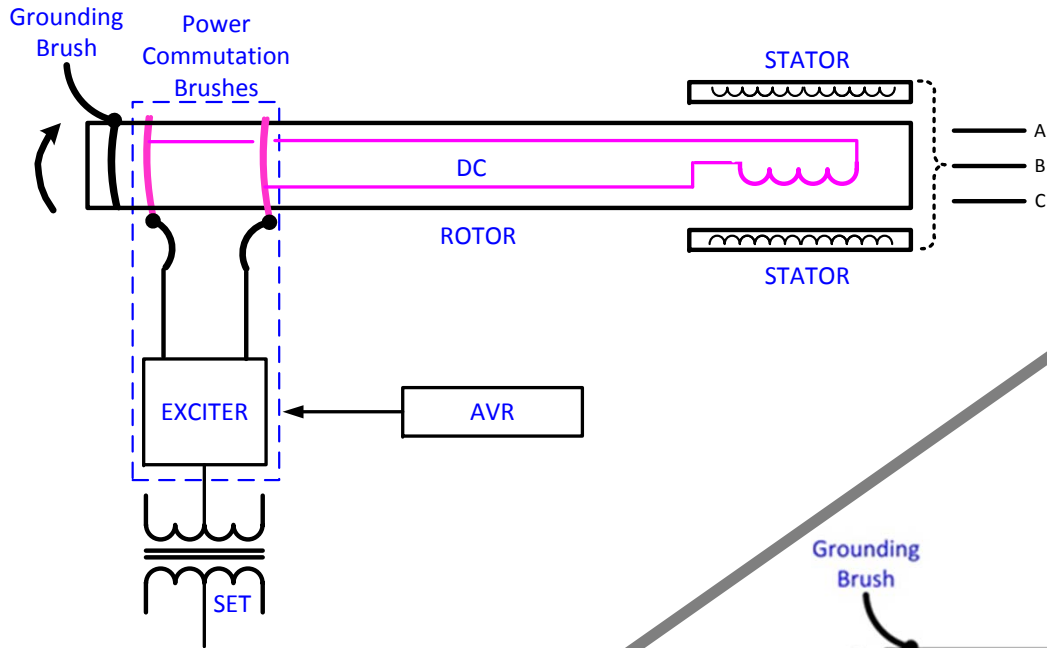 Grounding
Brush
Power
Commutation
Brushes
STATOR
A
B
C
DC
ROTOR
STATOR
EXCITER
AVR
SET
Grounding
Brush